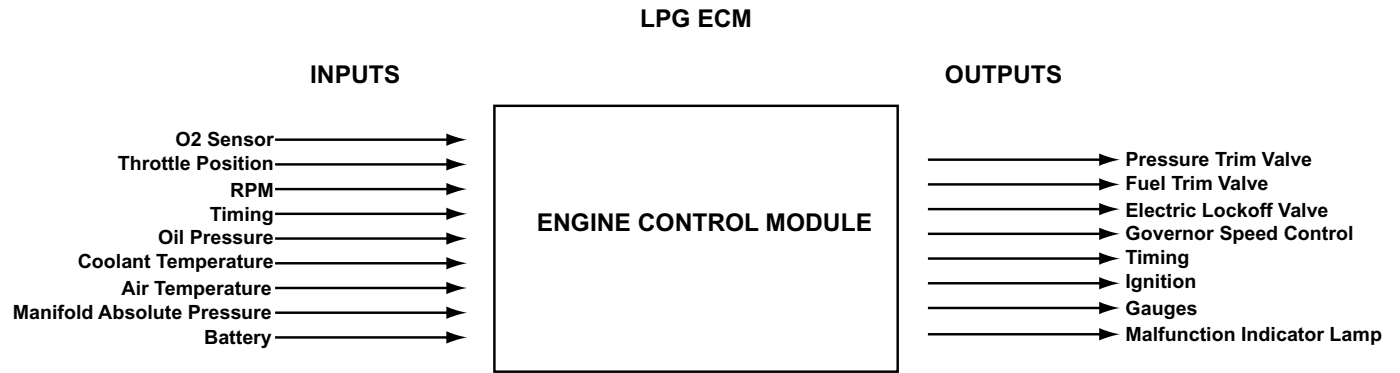 LPG ECM
INPUTS
OUTPUTS
O2 Sensor
Throttle Position
RPM
Timing
Oil Pressure
Coolant Temperature
Air Temperature
Manifold Absolute Pressure
Battery
ENGINE CONTROL MODULE
Pressure Trim Valve
Fuel Trim Valve
Electric Lockoff Valve
Governor Speed Control
Timing
Ignition
Gauges
Malfunction Indicator Lamp